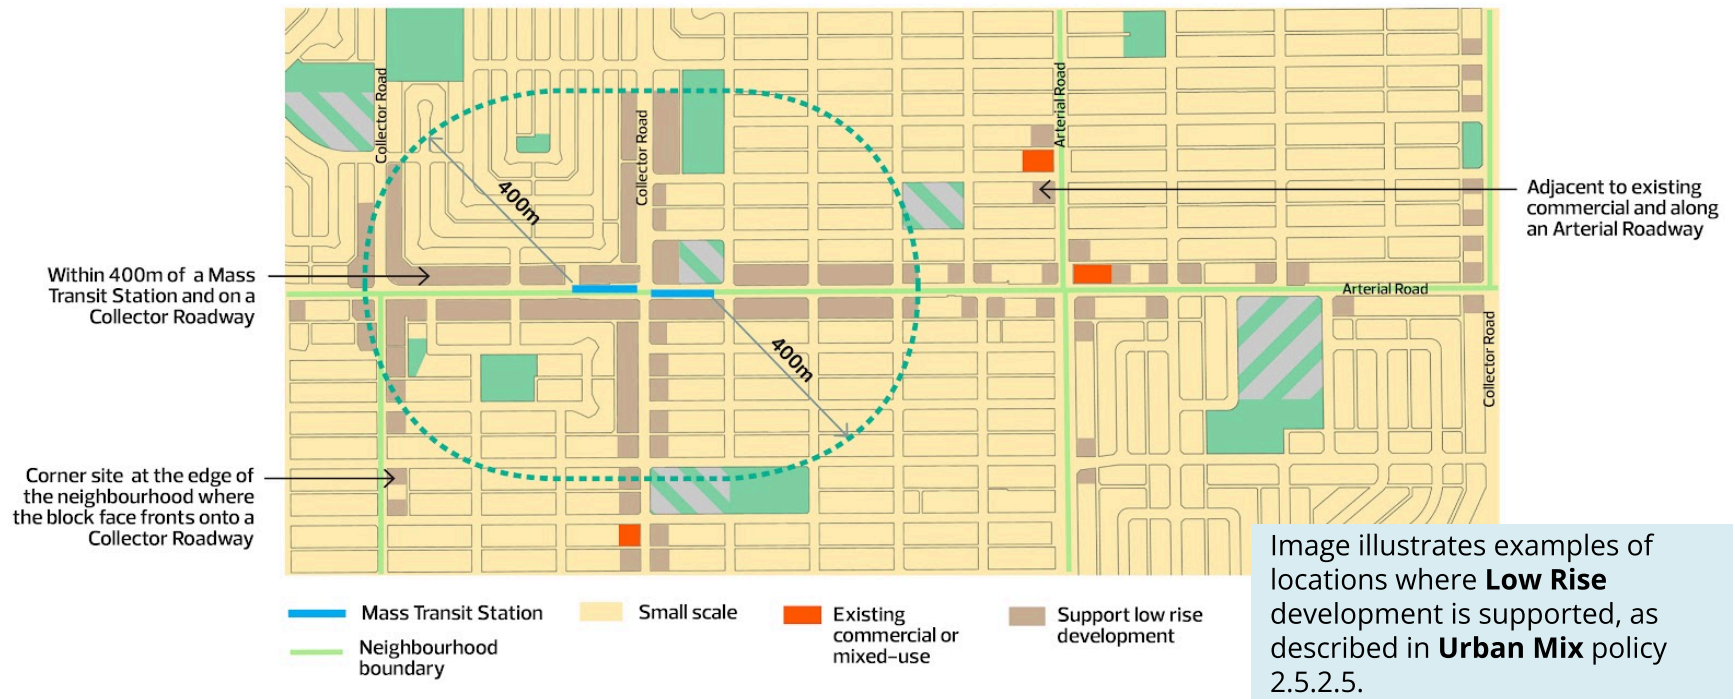 Collector Road
Collector Road
Arterial Road
400m
Adjacent to existing
commercial and along
an Arterial Roadway
Within 400m of a Mass
Transit Station and on a
Collector Roadway
Arterial Road
400m
Collector Road
Corner site at the edge of
the neighbourhood where
the block face fronts onto a
Collector Roadway
Mass Transit Station
Neighbourhood
boundary
Small scale
Existing
commercial or
mixed-use
Support low rise
development
Image illustrates examples of
locations where Low Rise
development is supported, as
described in Urban Mix policy
2.5.2.5.